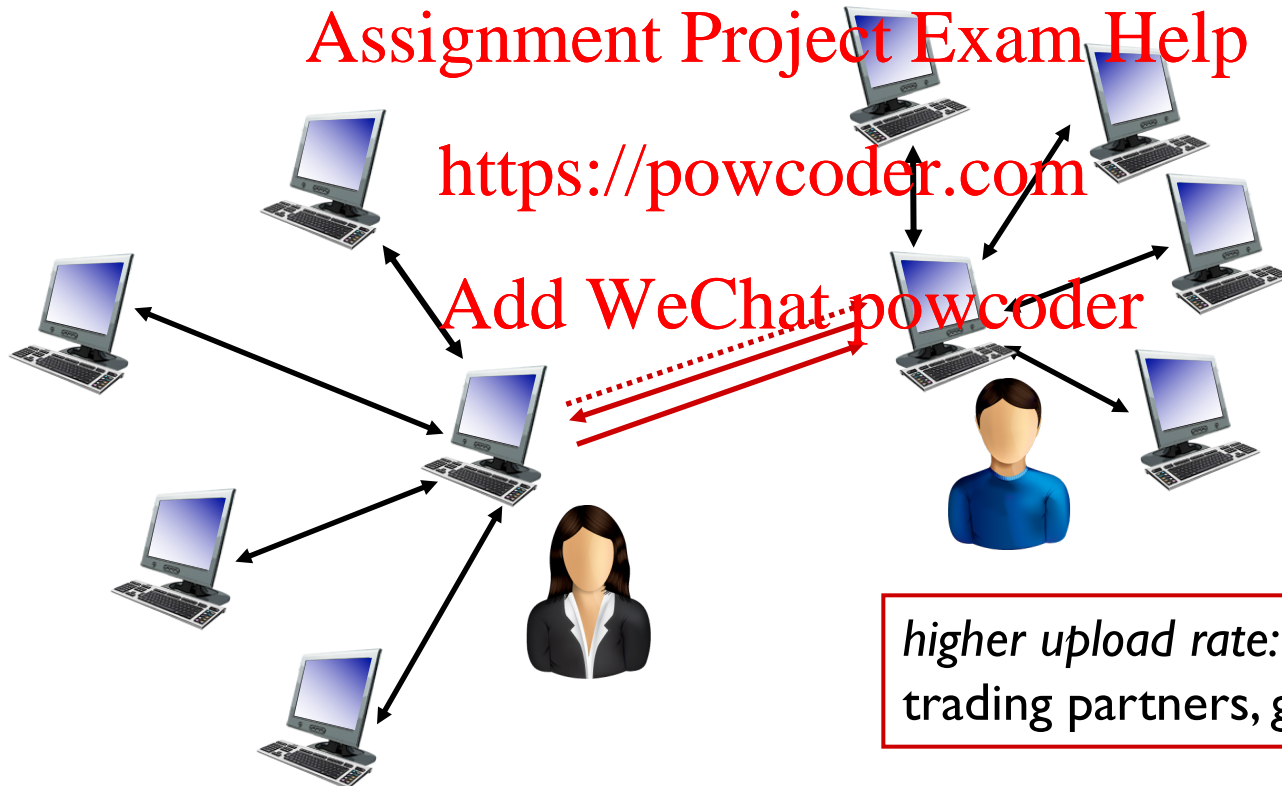 Assignment Project Exam Help
https://powcoder.com
Add WeChat powcoder
higher upload rate:
trading partners, g